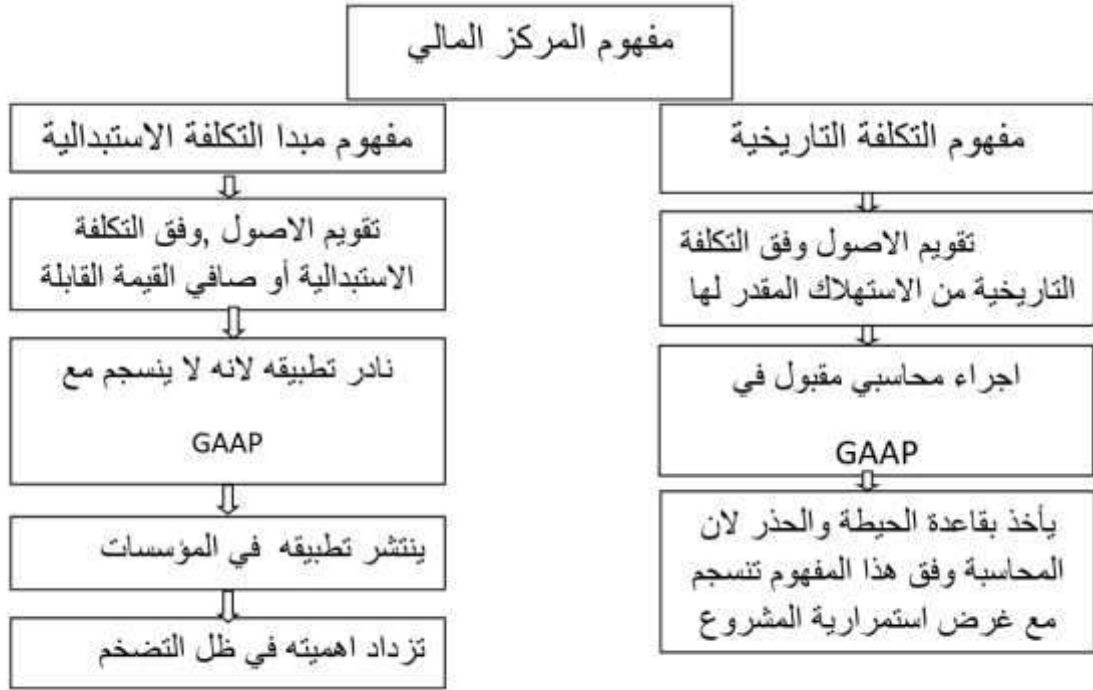 مفهوم المركز المالي
مفهوم التكلفة التاريخية
تقويم الاصول وفق التكلفة
التاريخية من الاستهلاك المقدر لها
اجراء محاسبي مقبول في
GAAP
يأخذ بقاعدة الحيطة والحذر لان
المحاسبة وفق هذا المفهوم تنسجم
مع غرض استمرارية المشروع
مفهوم مبدا التكلفة الاستبدالية
تقويم الاصول ,وفق التكلفة
الاستبدالية أو صافي القيمة القابلة
نادر تطبيقه لانه لا ينسجم مع
GAAP
ينتشر تطبيقه في المؤسسات
تزداد اهميته في ظل التضخم